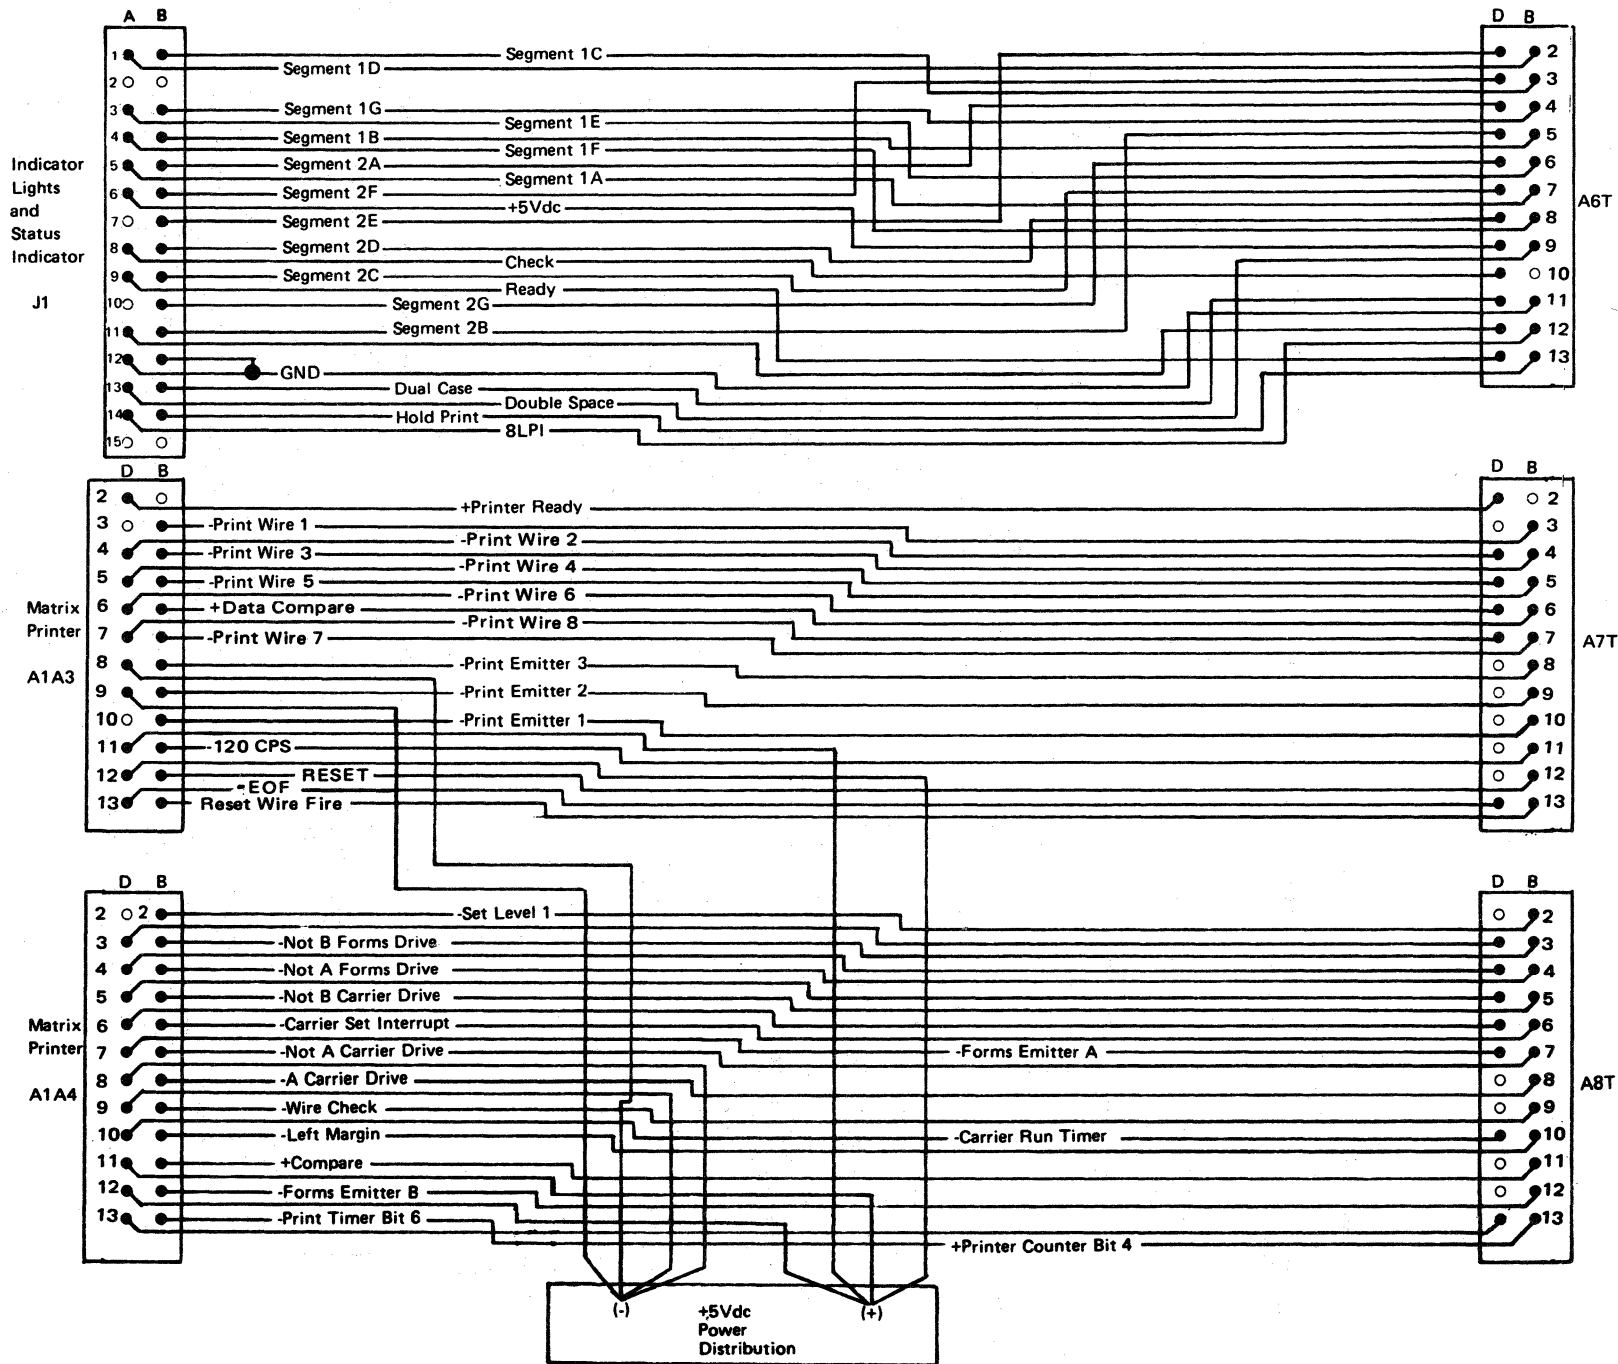 A B
D B
1
Segment 1C
2
Segment 1D
2
3
3
Segment 1G
4
Segment 1E
4
Segment 1B
5
Segment 1F
Indicator
Lights
and
Status
Indicator
5
Segment 2A
6
Segment 1A
6
Segment 2F
7
A6T
+5Vdc
7
Segment 2E
8
8
Segment 2D
9
Check
9
Segment 2C
10
Ready
J1
10
Segment 2G
11
11
Segment 2B
12
12
13
GND
13
Dual Case
Double Space
14
Hold Print
8LPI
15
D B
D B
2
+Printer Ready
2
3
-Print Wire 1
3
-Print Wire 2
4
-Print Wire 3
4
-Print Wire 4
5
-Print Wire 5
5
-Print Wire 6
Matrix
Printer
6
+Data Compare
6
-Print Wire 8
7
-Print Wire 7
7
A7T
8
-Print Emitter 3
8
A1A3
9
-Print Emitter 2
9
10
-Print Emitter 1
10
11
-120 CPS
11
12
RESET
12
-EOF
13
Reset Wire Fire
13
D B
D B
2 2
-Set Level 1
2
3
-Not B Forms Drive
3
4
-Not A Forms Drive
4
5
-Not B Carrier Drive
5
Matrix
Printer
6
-Carrier Set Interrupt
6
7
-Not A Carrier Drive
-Forms Emitter A
7
8
-A Carrier Drive
8
A8T
A1A4
9
-Wire Check
9
10
-Left Margin
-Carrier Run Timer
10
11
+Compare
11
12
-Forms Emitter B
12
13
-Print Timer Bit 6
13
+Printer Counter Bit 4
(-)
+5Vdc
Power
Distribution
(+)